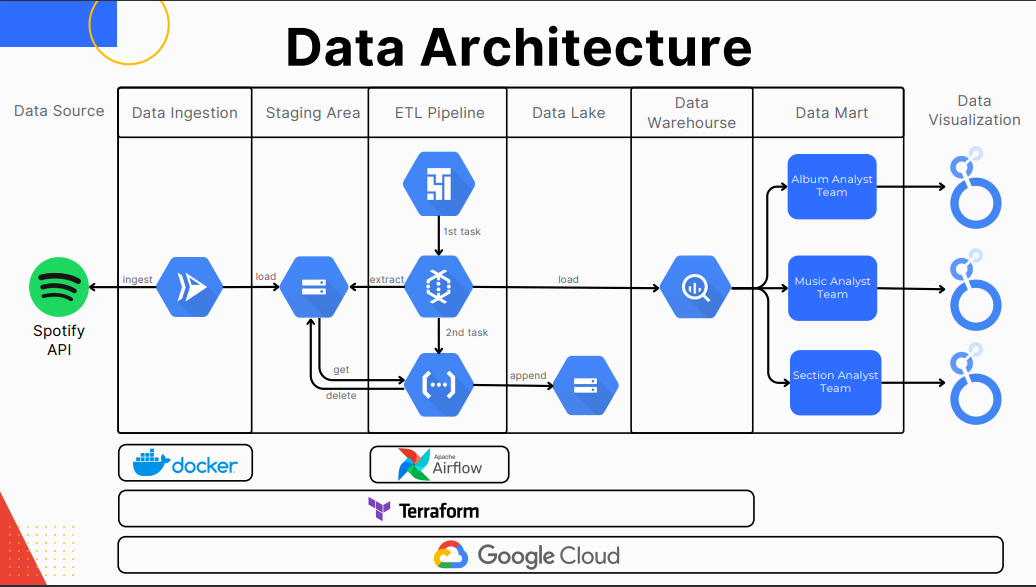 Data Architecture
Data Source
Data Ingestion
Staging Area
ETL Pipeline
Data Lake
Data
Warehourse
Data Mart
Data
Visualization
Album Analyst
Team
1st task
ingest
load
extract
load
Music Analyst
Team
Spotify
API
2nd task
get
delete
append
Section Analyst
Team
docker
Apache
Airflow
Terraform
Google Cloud